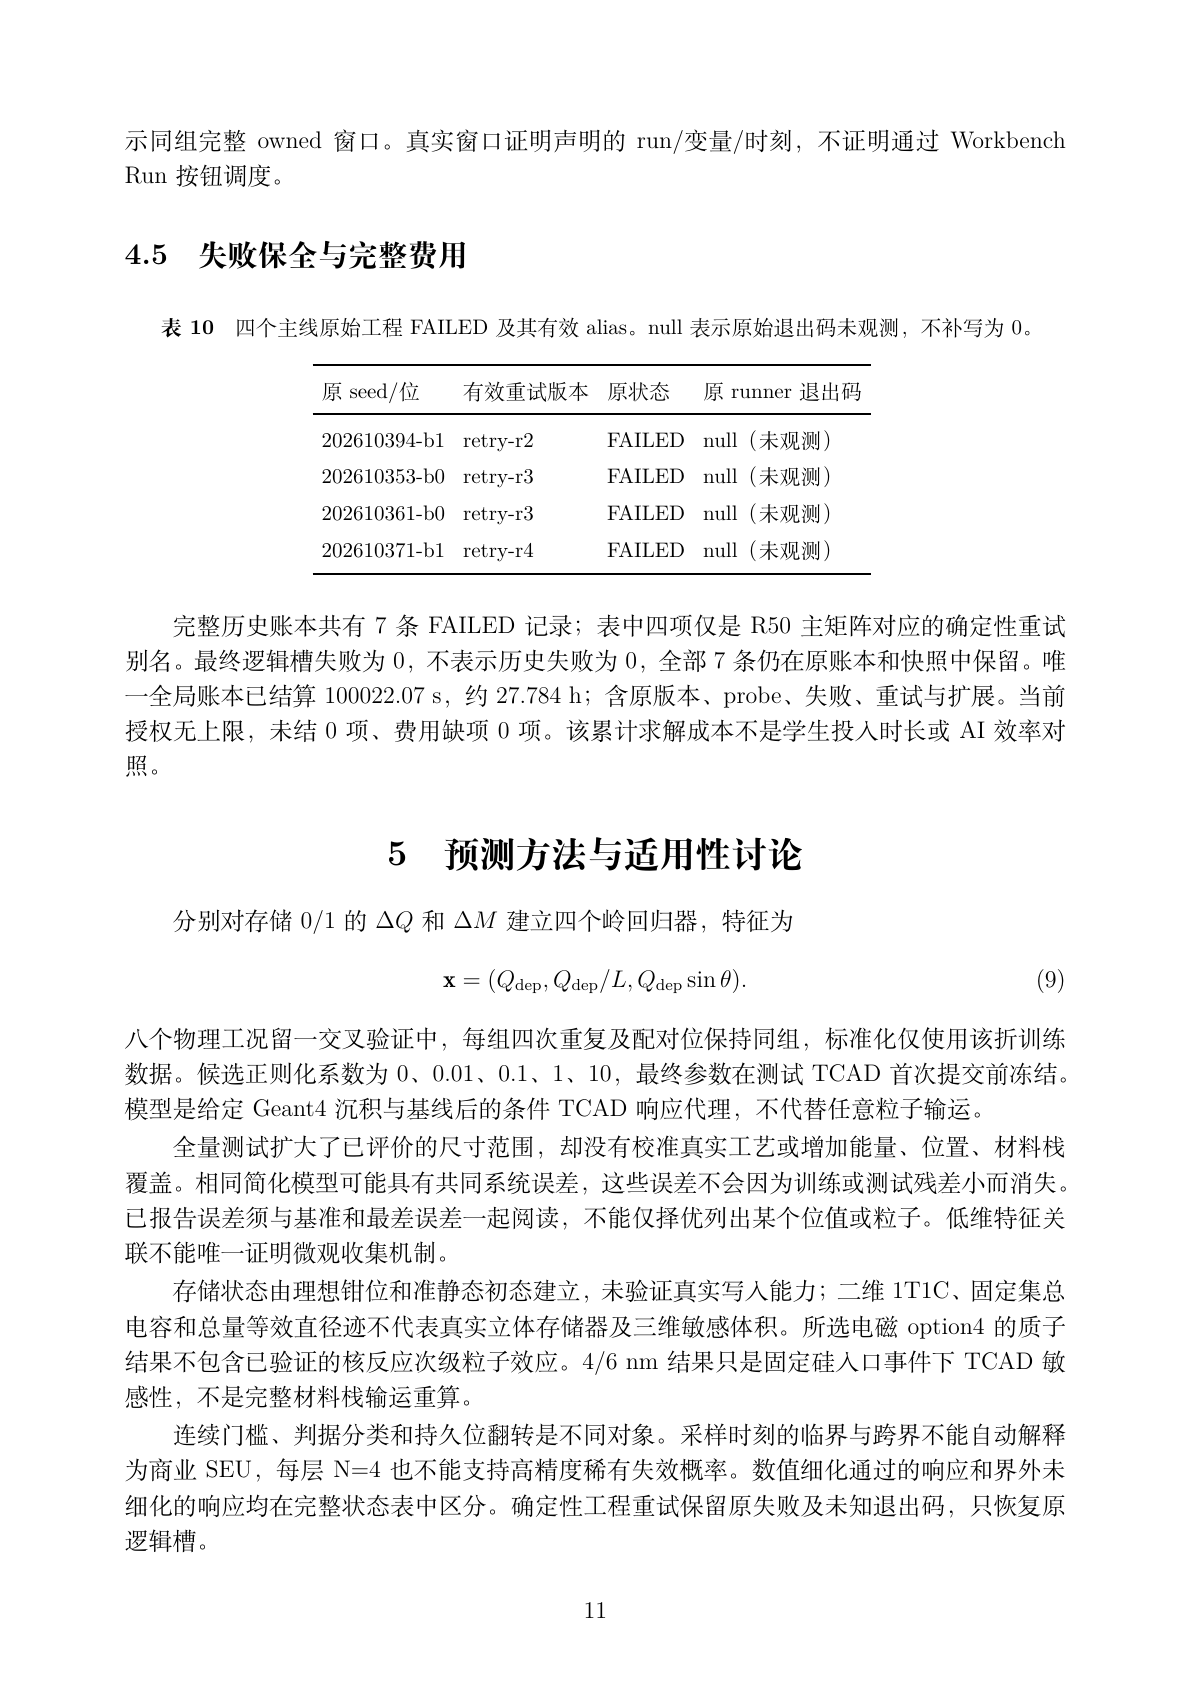 示同组完整 owned 窗口。真实窗口证明声明的 run/变量/时刻，不证明通过 Workbench
Run 按钮调度。
4.5 失败保全与完整费用
表 10 四个主线原始工程 FAILED 及其有效 alias。null 表示原始退出码未观测，不补写为 0。
原 seed/位 有效重试版本 原状态 原 runner 退出码
202610394-b1 retry-r2 FAILED null（未观测）
202610353-b0 retry-r3 FAILED null（未观测）
202610361-b0 retry-r3 FAILED null（未观测）
202610371-b1 retry-r4 FAILED null（未观测）
完整历史账本共有 7 条 FAILED 记录；表中四项仅是 R50 主矩阵对应的确定性重试
别名。最终逻辑槽失败为 0，不表示历史失败为 0，全部 7 条仍在原账本和快照中保留。唯
一全局账本已结算 100022.07 s，约 27.784 h；含原版本、probe、失败、重试与扩展。当前
授权无上限，未结 0 项、费用缺项 0 项。该累计求解成本不是学生投入时长或 AI 效率对
照。
5 预测方法与适用性讨论
分别对存储 0/1 的 ΔQ 和 ΔM 建立四个岭回归器，特征为
x = (Q_dep, Q_dep/L, Q_dep sin θ). (9)
八个物理工况留一交叉验证中，每组四次重复及配对位保持同组，标准化仅使用该折训练
数据。候选正则化系数为 0、0.01、0.1、1、10，最终参数在测试 TCAD 首次提交前冻结。
模型是给定 Geant4 沉积与基线后的条件 TCAD 响应代理，不代替任意粒子输运。
全量测试扩大了已评价的尺寸范围，却没有校准真实工艺或增加能量、位置、材料栈
覆盖。相同简化模型可能具有共同系统误差，这些误差不会因为训练或测试残差小而消失。
已报告误差须与基准和最差误差一起阅读，不能仅择优列出某个位值或粒子。低维特征关
联不能唯一证明微观收集机制。
存储状态由理想钳位和准静态初态建立，未验证真实写入能力；二维 1T1C、固定集总
电容和总量等效直径迹不代表真实立体存储器及三维敏感体积。所选电磁 option4 的质子
结果不包含已验证的核反应次级粒子效应。4/6 nm 结果只是固定硅入口事件下 TCAD 敏
感性，不是完整材料栈输运重算。
连续门槛、判据分类和持久位翻转是不同对象。采样时刻的临界与跨界不能自动解释
为商业 SEU，每层 N=4 也不能支持高精度稀有失效概率。数值细化通过的响应和界外未
细化的响应均在完整状态表中区分。确定性工程重试保留原失败及未知退出码，只恢复原
逻辑槽。
11